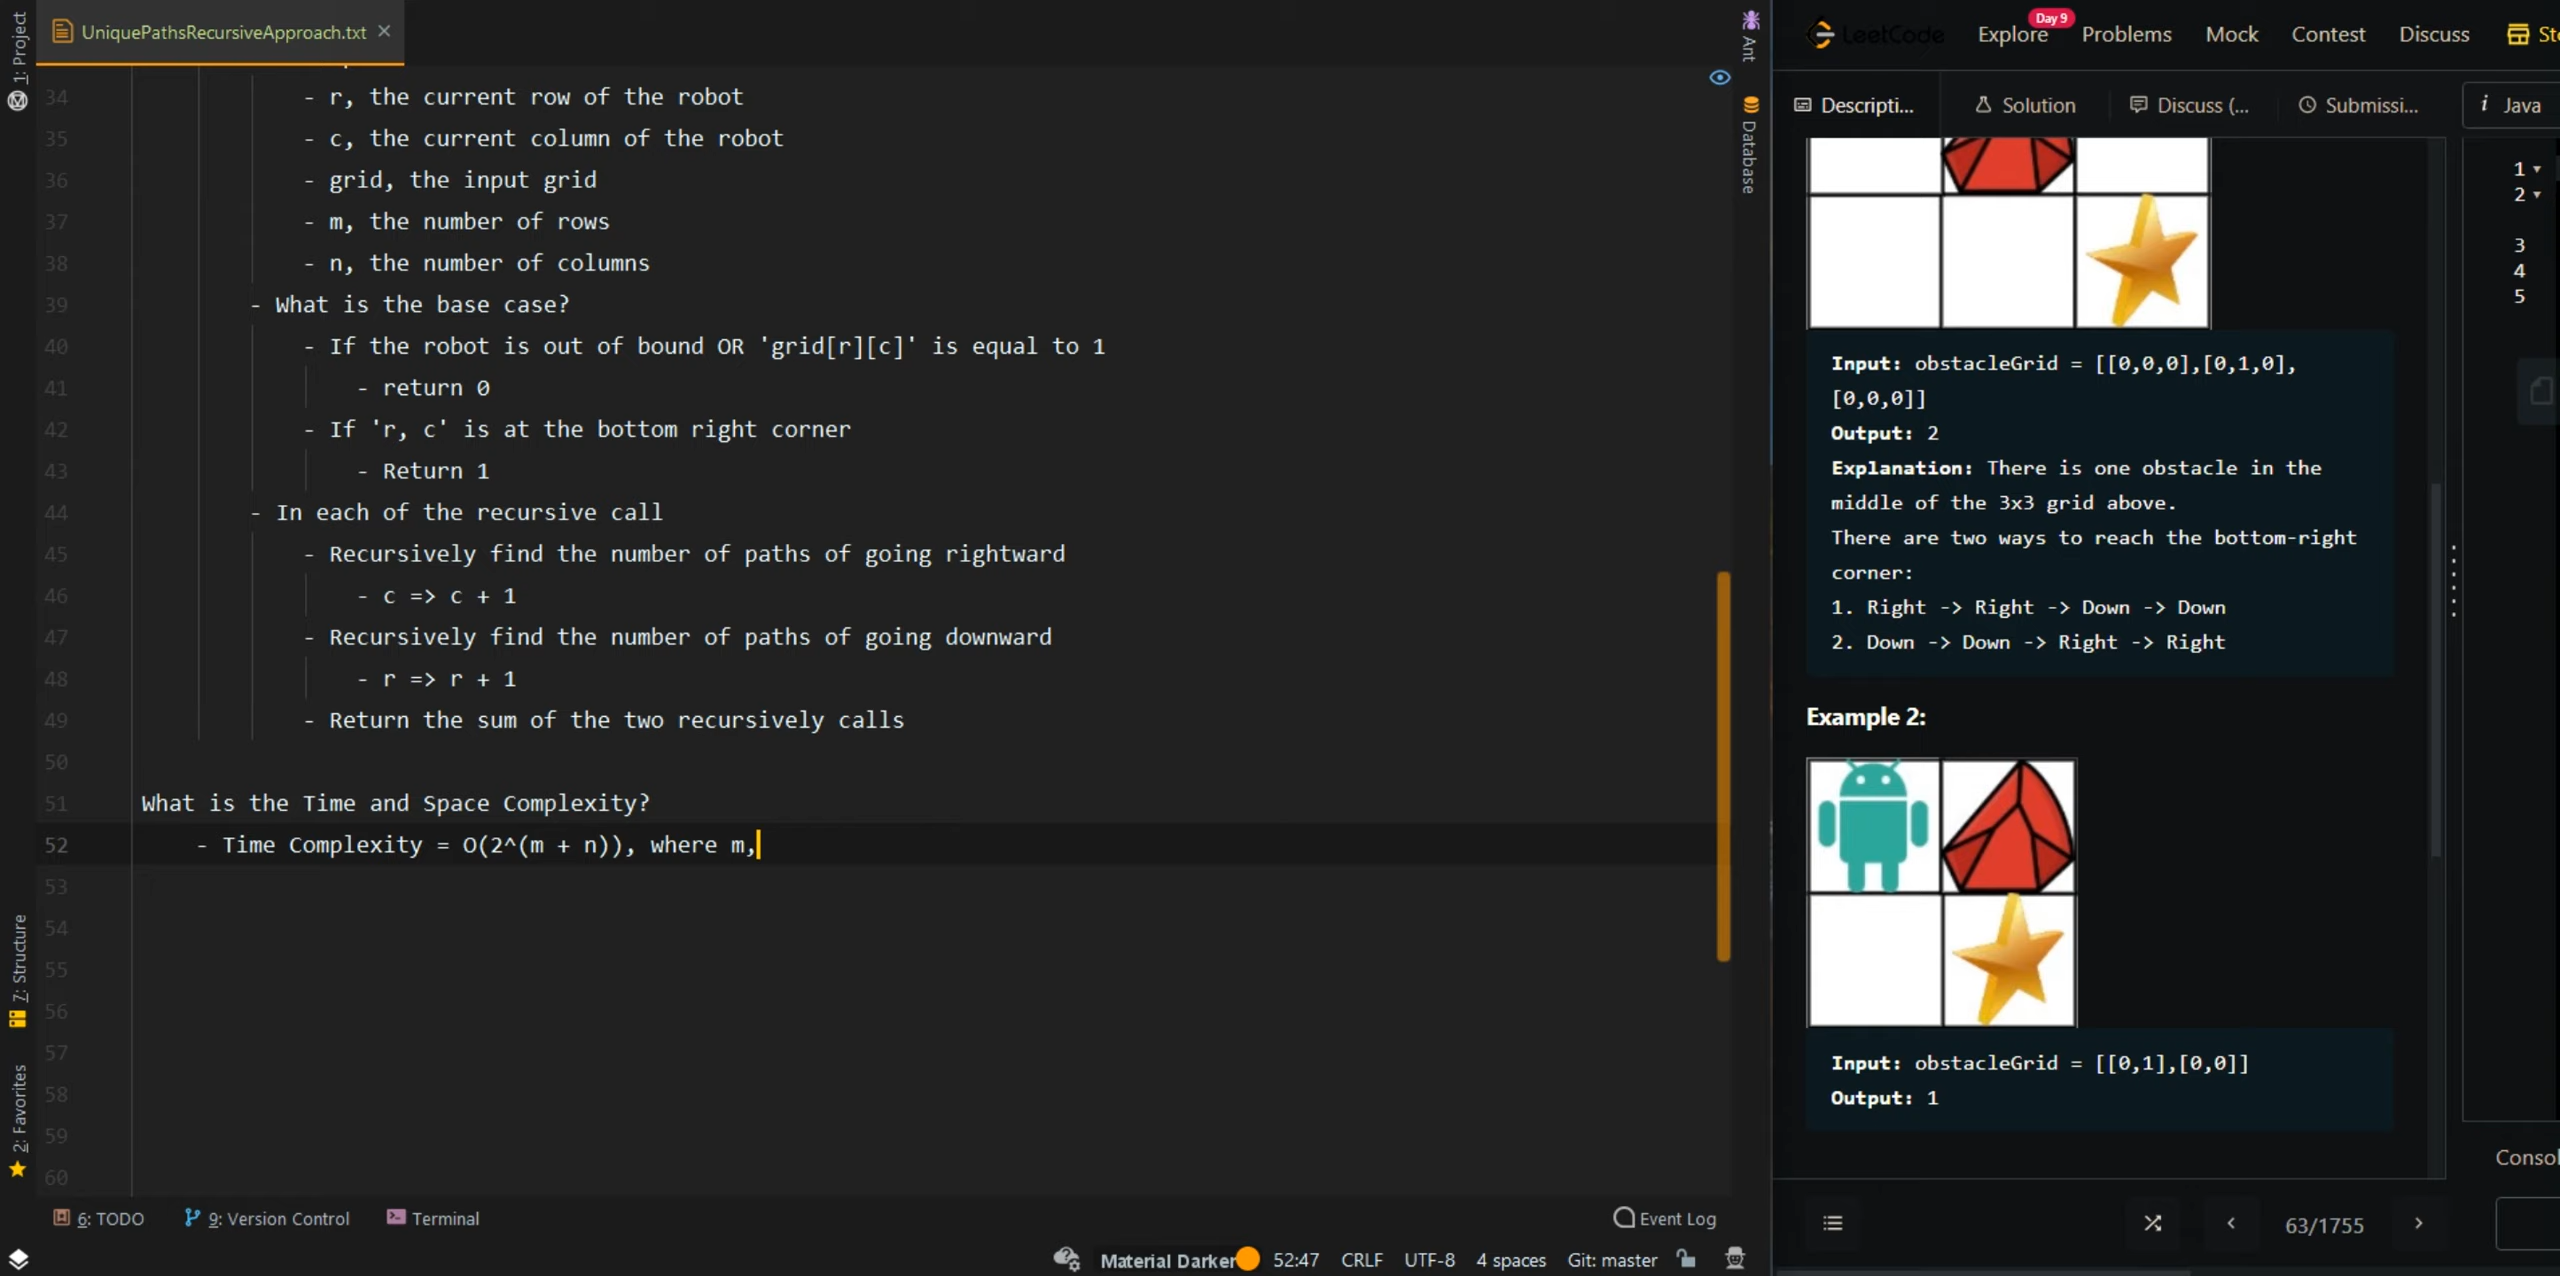 1: Project
UniquePathsRecursiveApproach.txt
34 - r, the current row of the robot
35 - c, the current column of the robot
36 - grid, the input grid
37 - m, the number of rows
38 - n, the number of columns
39 - What is the base case?
40 - If the robot is out of bound OR 'grid[r][c]' is equal to 1
41 - return 0
42 - If 'r, c' is at the bottom right corner
43 - Return 1
44 - In each of the recursive call
45 - Recursively find the number of paths of going rightward
46 - c => c + 1
47 - Recursively find the number of paths of going downward
48 - r => r + 1
49 - Return the sum of the two recursively calls
50
51 What is the Time and Space Complexity?
52 - Time Complexity = O(2^(m + n)), where m,
53
54
55
56
57
58
59
60
7: Structure
2: Favorites
Ant
Database
6: TODO
9: Version Control
Terminal
Event Log
Material Darker
52:47
CRLF
UTF-8
4 spaces
Git: master
LeetCode
Explore
Day 9
Problems
Mock
Contest
Discuss
Descripti...
Solution
Discuss (...
Submissi...
i Java
1
2
3
4
5
Input: obstacleGrid = [[0,0,0],[0,1,0],
[0,0,0]]
Output: 2
Explanation: There is one obstacle in the
middle of the 3x3 grid above.
There are two ways to reach the bottom-right
corner:
1. Right -> Right -> Down -> Down
2. Down -> Down -> Right -> Right
Example 2:
Input: obstacleGrid = [[0,1],[0,0]]
Output: 1
63/1755